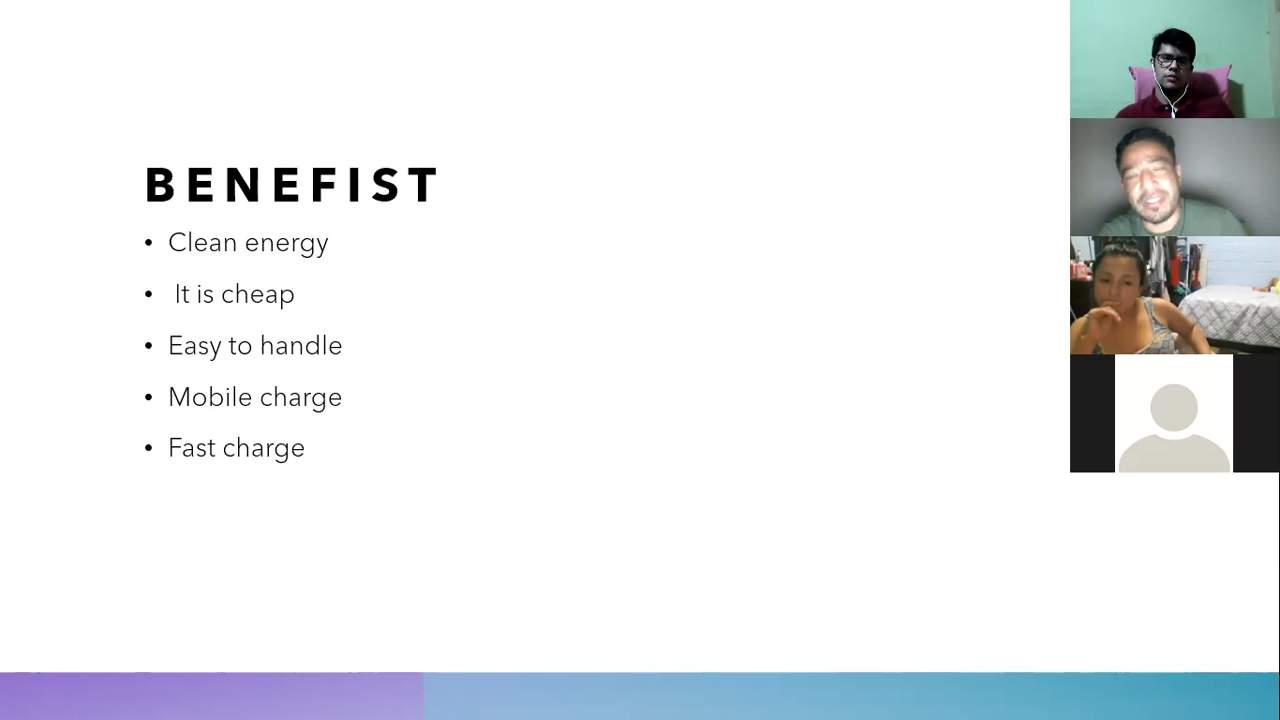 BENEFIST
• Clean energy
• It is cheap
• Easy to handle
• Mobile charge
• Fast charge